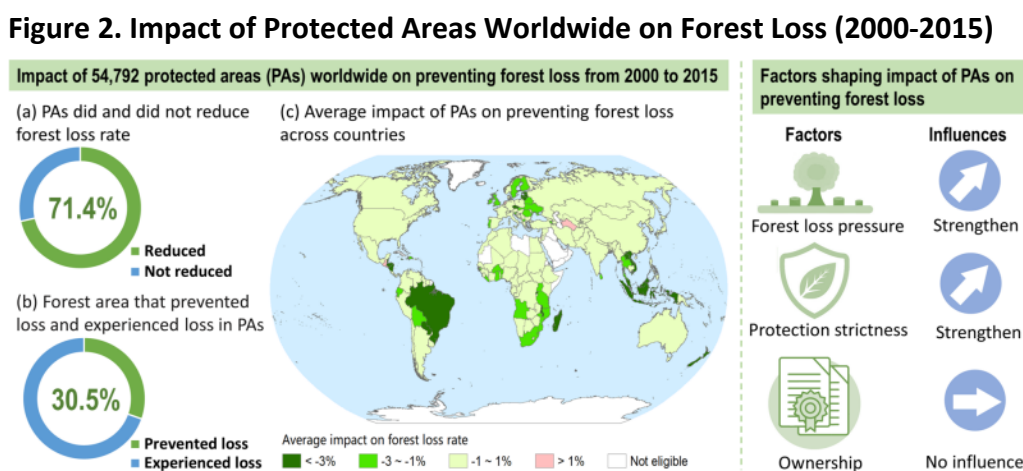 Figure 2. Impact of Protected Areas Worldwide on Forest Loss (2000-2015)
Impact of 54,792 protected areas (PAs) worldwide on preventing forest loss from 2000 to 2015
(a) PAs did and did not reduce
forest loss rate
71.4%
Reduced
Not reduced
(b) Forest area that prevented
loss and experienced loss in PAs
30.5%
Prevented loss
Experienced loss
(c) Average impact of PAs on preventing forest loss
across countries
Average impact on forest loss rate
< -3%
-3 ~ -1%
-1 ~ 1%
> 1%
Not eligible
Factors shaping impact of PAs on
preventing forest loss
Factors
Influences
Forest loss pressure
Strengthen
Protection strictness
Strengthen
Ownership
No influence